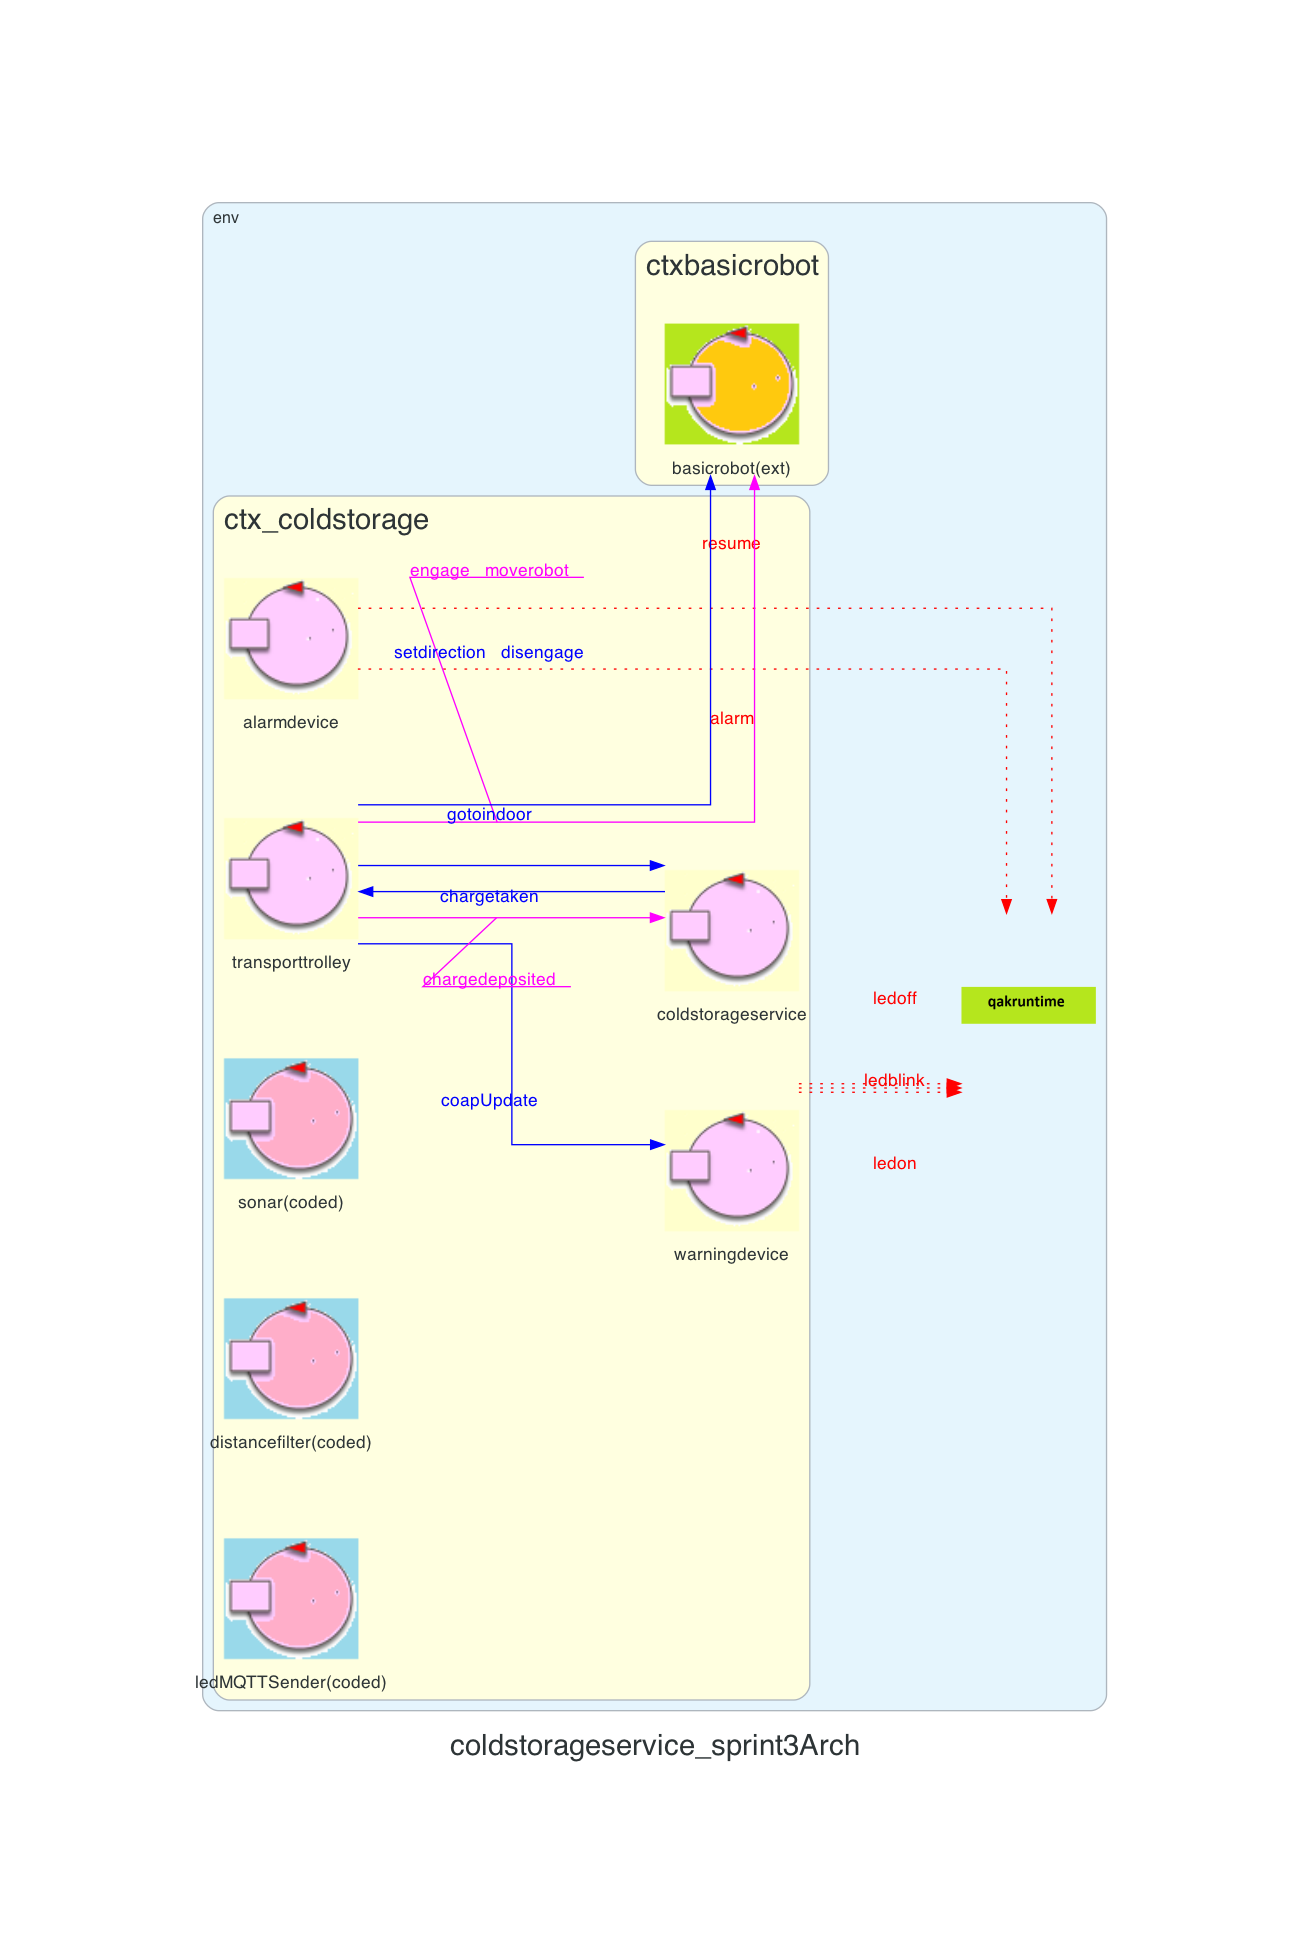 env
ctxbasicrobot
basicrobot(ext)
ctx_coldstorage
resume
engage moverobot
setdirection disengage
alarmdevice
alarm
gotoindoor
chargetaken
transporttrolley
chargedeposited
coldstorageservice
ledoff
qakruntime
ledblink
coapUpdate
ledon
sonar(coded)
warningdevice
distancefilter(coded)
ledMQTTSender(coded)
coldstorageservice_sprint3Arch